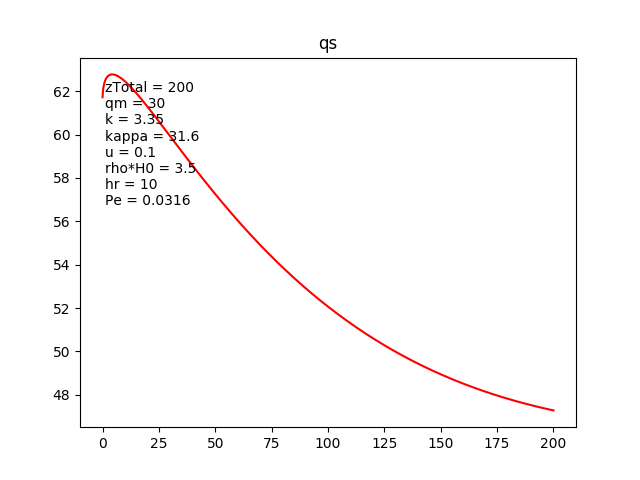 qs
zTotal = 200
qm = 30
k = 3.35
kappa = 31.6
u = 0.1
rho*H0 = 3.5
hr = 10
Pe = 0.0316
62
60
58
56
54
52
50
48
0 25 50 75 100 125 150 175 200